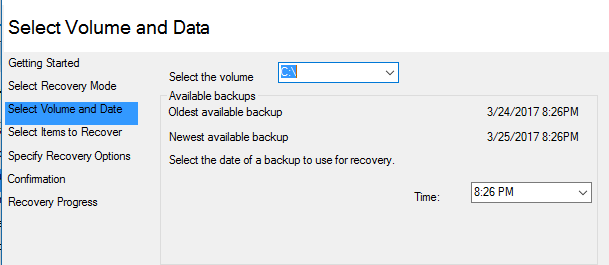 Select Volume and Data
Getting Started
Select Recovery Mode
Select Volume and Date
Select Items to Recover
Specify Recovery Options
Confirmation
Recovery Progress
Select the volume C:\
Available backups
Oldest available backup 3/24/2017 8:26PM
Newest available backup 3/25/2017 8:26PM
Select the date of a backup to use for recovery.
Time: 8:26 PM